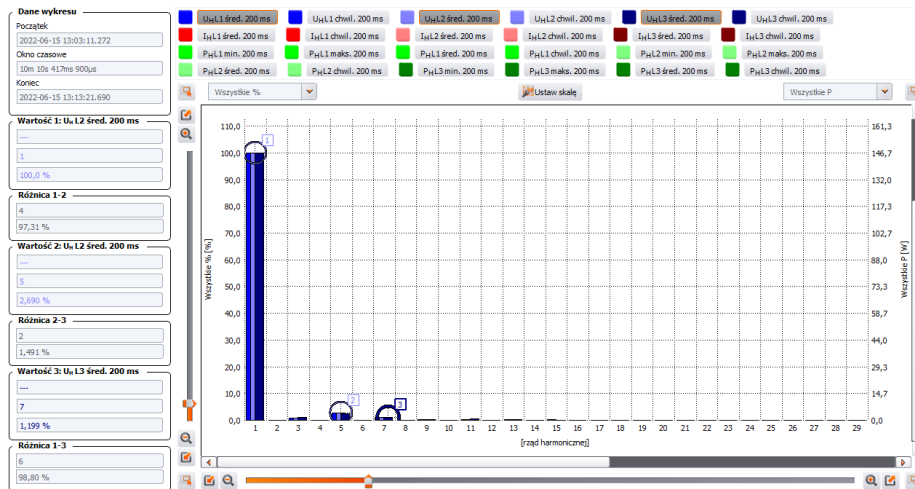 Dane wykresu
Początek
2022-06-15 13:03:11.272
Okno czasowe
10m 10s 417ms 900µs
Koniec
2022-06-15 13:13:21.690
Wartość 1: UH L2 śred. 200 ms
---
1
100,0 %
Różnica 1-2
4
97,31 %
Wartość 2: UH L2 śred. 200 ms
---
5
2,690 %
Różnica 2-3
2
1,491 %
Wartość 3: UH L3 śred. 200 ms
---
7
1,199 %
Różnica 1-3
6
98,80 %
UHL1 śred. 200 ms UHL1 chwil. 200 ms UHL2 śred. 200 ms UHL2 chwil. 200 ms UHL3 śred. 200 ms UHL3 chwil. 200 ms
IHL1 śred. 200 ms IHL1 chwil. 200 ms IHL2 śred. 200 ms IHL2 chwil. 200 ms IHL3 śred. 200 ms IHL3 chwil. 200 ms
PHL1 min. 200 ms PHL1 maks. 200 ms PHL1 śred. 200 ms PHL1 chwil. 200 ms PHL2 min. 200 ms PHL2 maks. 200 ms
PHL2 śred. 200 ms PHL2 chwil. 200 ms PHL3 min. 200 ms PHL3 maks. 200 ms PHL3 śred. 200 ms PHL3 chwil. 200 ms
Wszystkie % Ustaw skalę Wszystkie P
110,0 161,3
100,0 146,7
90,0 132,0
80,0 117,3
70,0 102,7
60,0 88,0
50,0 73,3
40,0 58,7
30,0 44,0
20,0 29,3
10,0 14,7
0,0 0,0
Wszystkie % [%]
Wszystkie P [W]
1
2
3
1 2 3 4 5 6 7 8 9 10 11 12 13 14 15 16 17 18 19 20 21 22 23 24 25 26 27 28 29
[rząd harmonicznej]